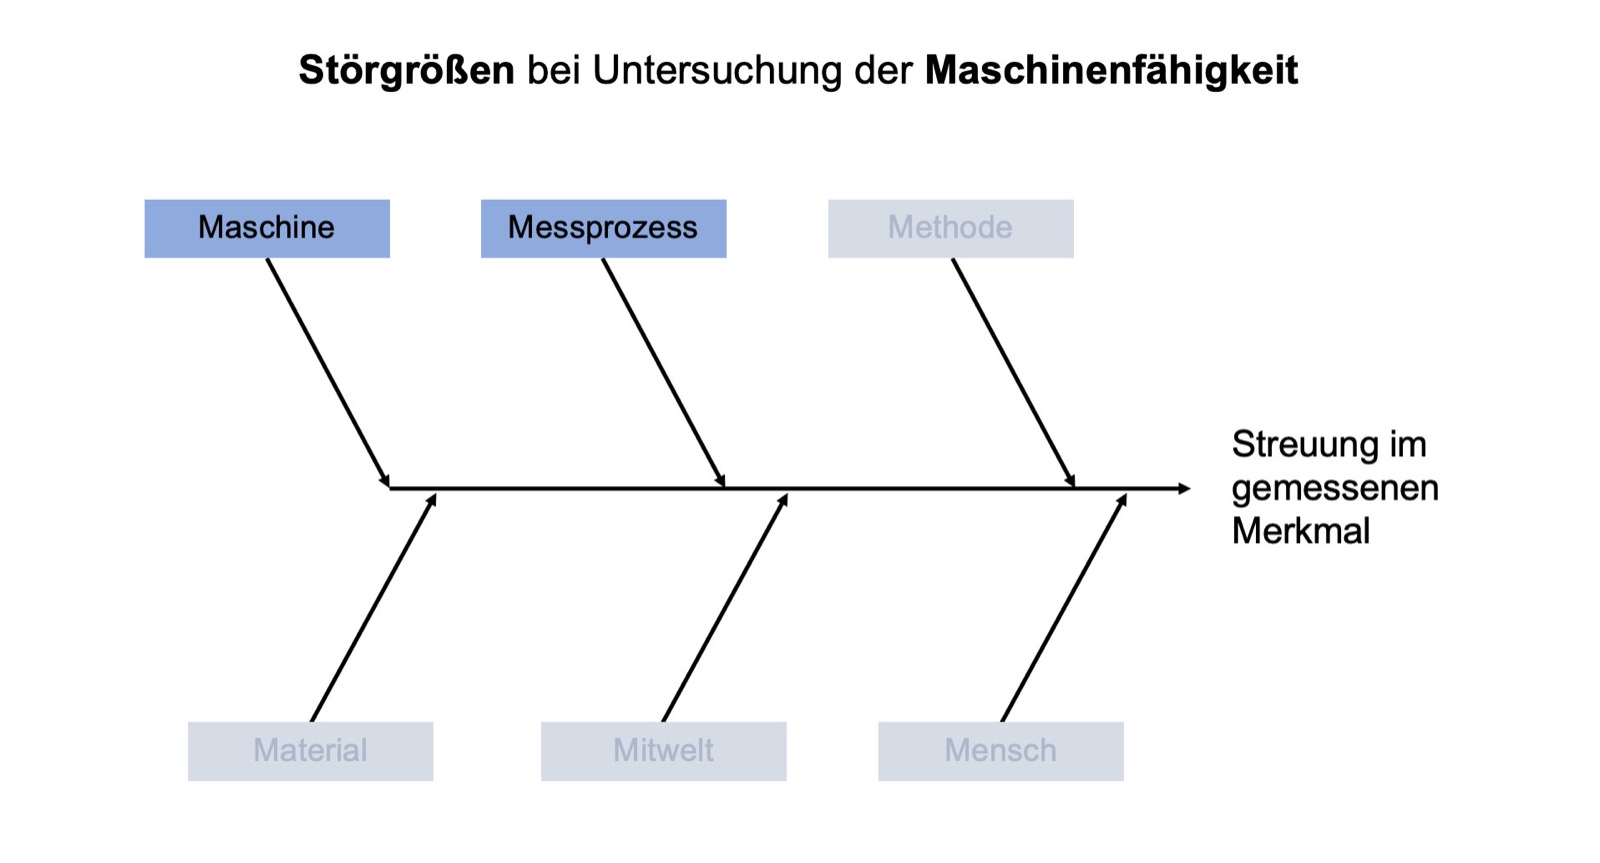 Störgrößen bei Untersuchung der Maschinenfähigkeit
Maschine
Messprozess
Methode
Streuung im
gemessenen
Merkmal
Material
Mitwelt
Mensch